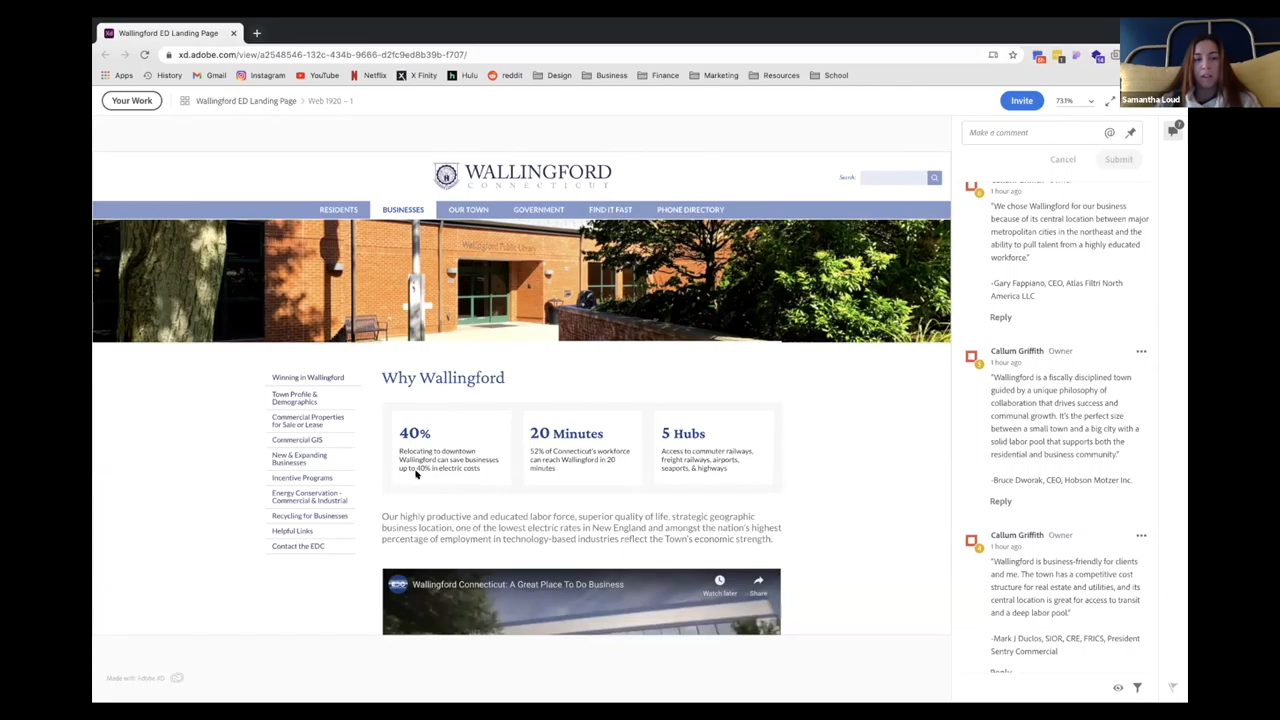 Wallingford ED Landing Page
xd.adobe.com/view/a2548546-132c-434b-9666-d2fc9ed8b39b-f707/
Apps
History
Gmail
Instagram
YouTube
Netflix
X Finity
Hulu
reddit
Design
Business
Finance
Marketing
Resources
School
Samantha Loud
Your Work
Wallingford ED Landing Page > Web 1920 – 1
Invite
73.1%
WALLINGFORD
CONNECTICUT
Search:
RESIDENTS
BUSINESSES
OUR TOWN
GOVERNMENT
FIND IT FAST
PHONE DIRECTORY
Wallingford Public Library
Winning in Wallingford
Town Profile &
Demographics
Commercial Properties
for Sale or Lease
Commercial GIS
New & Expanding
Businesses
Incentive Programs
Energy Conservation -
Commercial & Industrial
Recycling for Businesses
Helpful Links
Contact the EDC
Why Wallingford
40%
Relocating to downtown
Wallingford can save businesses
up to 40% in electric costs
20 Minutes
52% of Connecticut's workforce
can reach Wallingford in 20
minutes
5 Hubs
Access to commuter railways,
freight railways, airports,
seaports, & highways
Our highly productive and educated labor force, superior quality of life, strategic geographic
business location, one of the lowest electric rates in New England and amongst the nation's highest
percentage of employment in technology-based industries reflect the Town's economic strength.
EDC
Wallingford Connecticut: A Great Place To Do Business
Watch later
Share
Made with Adobe XD
Make a comment
@
7
Cancel
Submit
1 hour ago
"We chose Wallingford for our business
because of its central location between major
metropolitan cities in the northeast and the
ability to pull talent from a highly educated
workforce."
-Gary Fappiano, CEO, Atlas Filtri North
America LLC
Reply
Callum Griffith Owner
1 hour ago
"Wallingford is a fiscally disciplined town
guided by a unique philosophy of
collaboration that drives success and
communal growth. It's the perfect size
between a small town and a big city with a
solid labor pool that supports both the
residential and business community."
-Bruce Dworak, CEO, Hobson Motzer Inc.
Reply
Callum Griffith Owner
1 hour ago
"Wallingford is business-friendly for clients
and me. The town has a competitive cost
structure for real estate and utilities, and its
central location is great for access to transit
and a deep labor pool."
-Mark J Duclos, SIOR, CRE, FRICS, President
Sentry Commercial
Reply